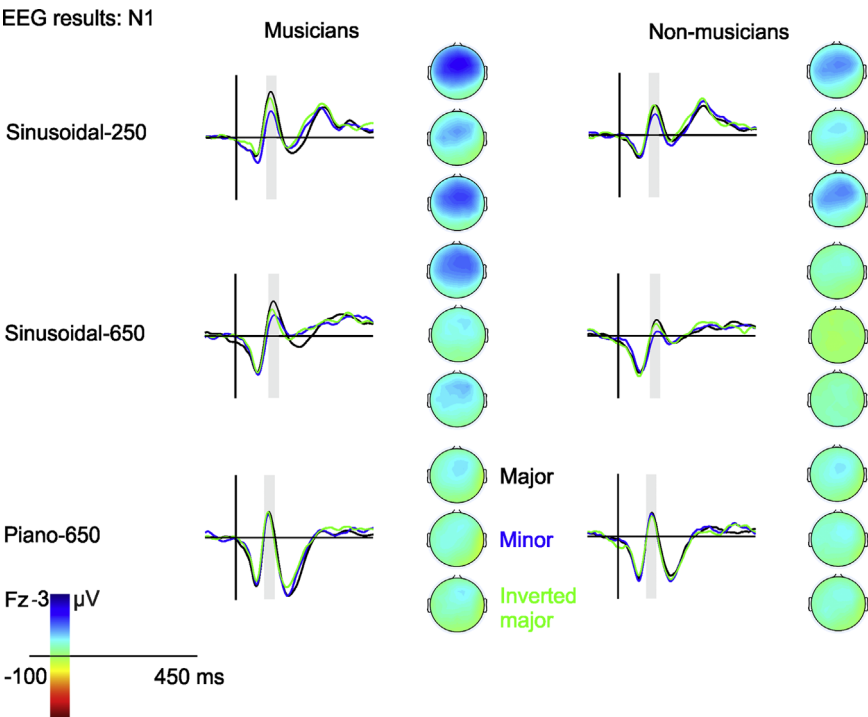 EEG results: N1
Musicians
Non-musicians
Sinusoidal-250
Sinusoidal-650
Major
Piano-650
Minor
Inverted
major
Fz -3 µV
-100
450 ms